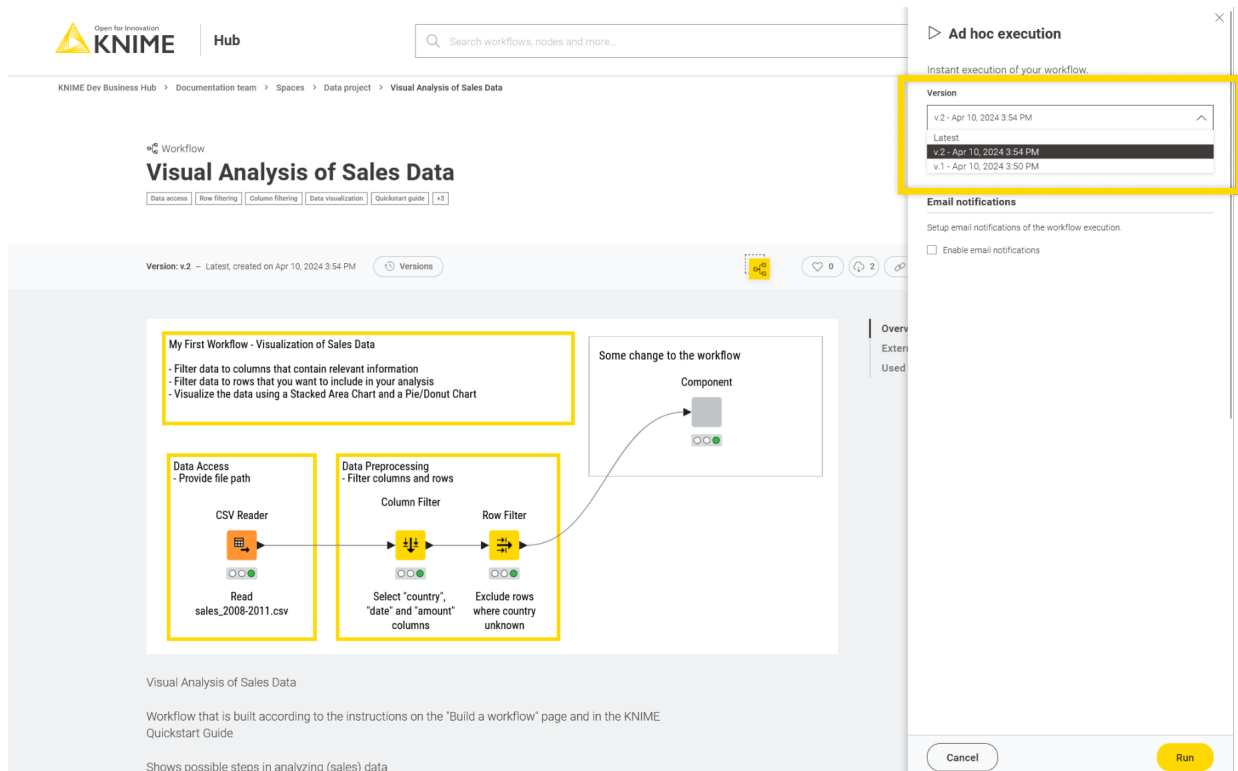 Open for Innovation
KNIME
Hub
Search workflows, nodes and more...
KNIME Dev Business Hub > Documentation team > Spaces > Data project > Visual Analysis of Sales Data
Workflow
Visual Analysis of Sales Data
Data access Row filtering Column filtering Data visualization Quickstart guide +3
Version: v.2 – Latest, created on Apr 10, 2024 3:54 PM
Versions
0
2
My First Workflow - Visualization of Sales Data
- Filter data to columns that contain relevant information
- Filter data to rows that you want to include in your analysis
- Visualize the data using a Stacked Area Chart and a Pie/Donut Chart
Some change to the workflow
Component
Data Access
- Provide file path
CSV Reader
Read
sales_2008-2011.csv
Data Preprocessing
- Filter columns and rows
Column Filter
Select "country",
"date" and "amount"
columns
Row Filter
Exclude rows
where country
unknown
Overv
Extern
Used
Visual Analysis of Sales Data
Workflow that is built according to the instructions on the "Build a workflow" page and in the KNIME
Quickstart Guide
Shows possible steps in analyzing (sales) data
Ad hoc execution
Instant execution of your workflow.
Version
v.2 - Apr 10, 2024 3:54 PM
Latest
v.2 - Apr 10, 2024 3:54 PM
v.1 - Apr 10, 2024 3:50 PM
Email notifications
Setup email notifications of the workflow execution.
Enable email notifications
Cancel
Run